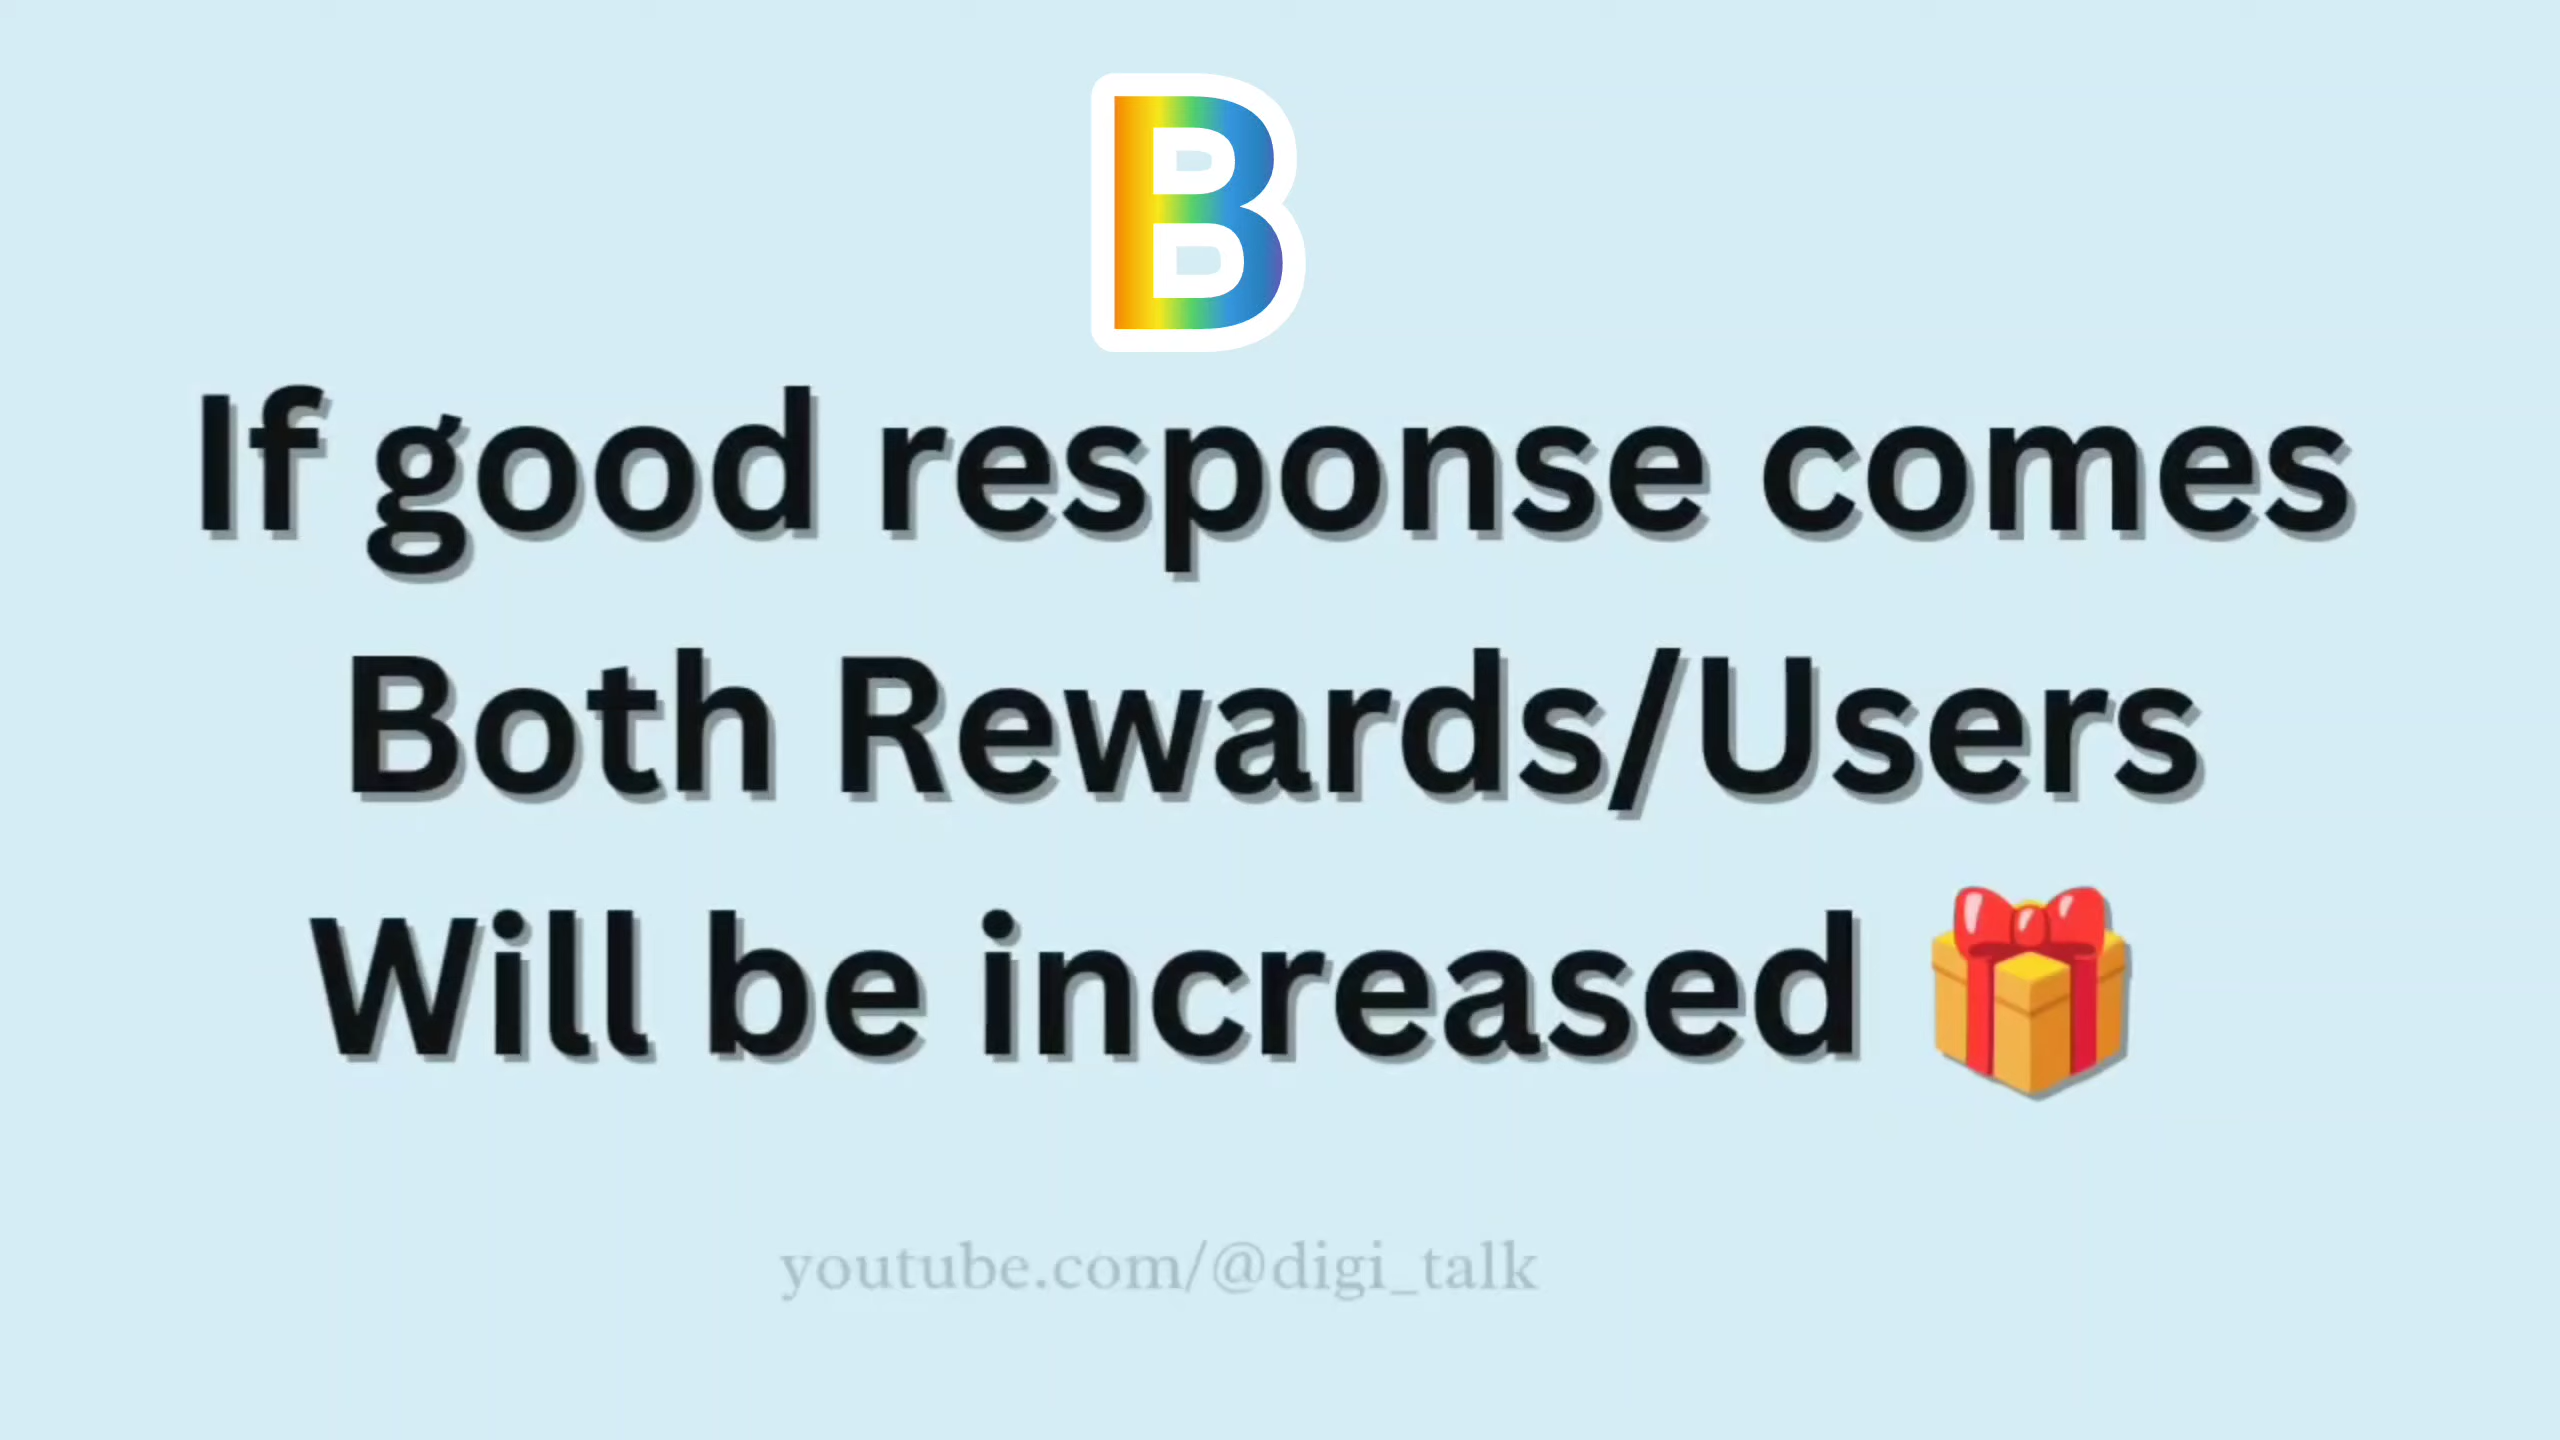 B
If good response comes
Both Rewards/Users
Will be increased 🎁
youtube.com/@digi_talk